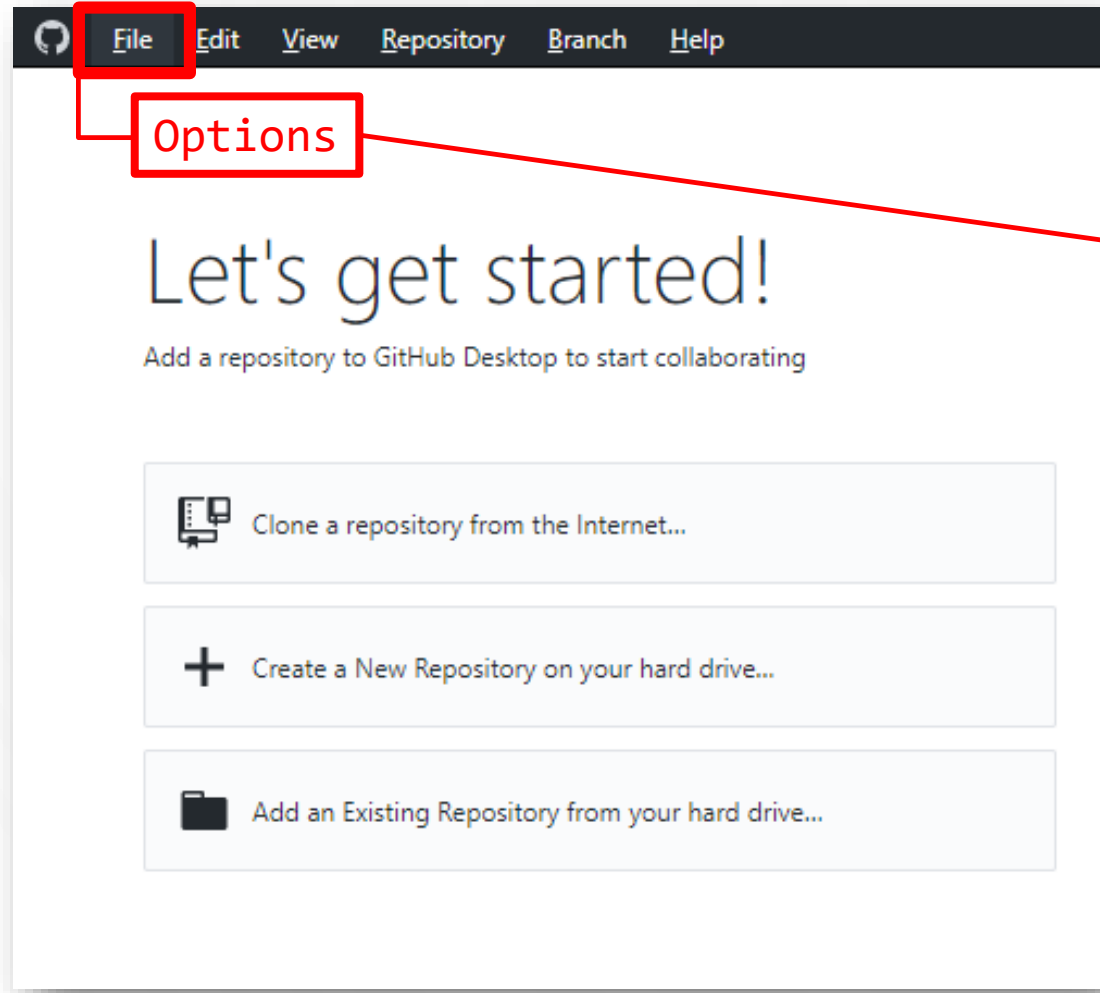 File Edit View Repository Branch Help
Options
Let's get started!
Add a repository to GitHub Desktop to start collaborating
Clone a repository from the Internet...
Create a New Repository on your hard drive...
Add an Existing Repository from your hard drive...